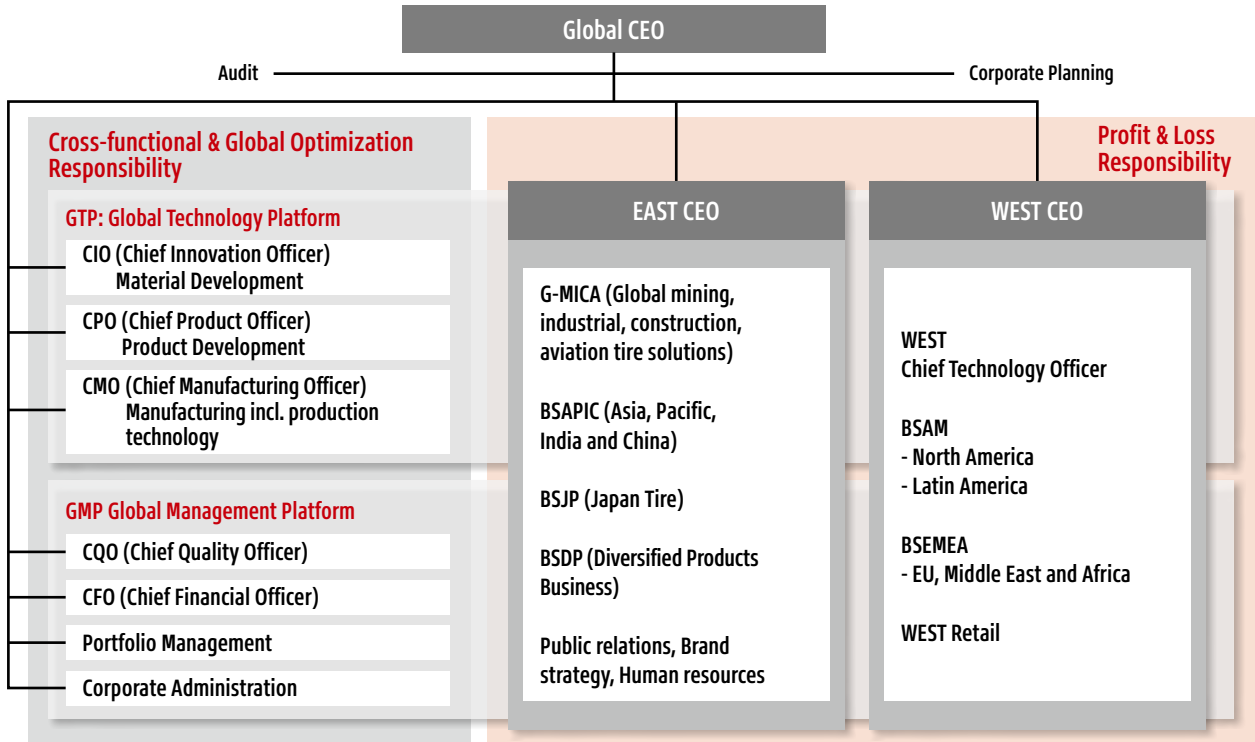 Global CEO
Audit
Corporate Planning
Cross-functional & Global Optimization
Responsibility
Profit & Loss
Responsibility
GTP: Global Technology Platform
CIO (Chief Innovation Officer)
Material Development
CPO (Chief Product Officer)
Product Development
CMO (Chief Manufacturing Officer)
Manufacturing incl. production
technology
GMP Global Management Platform
CQO (Chief Quality Officer)
CFO (Chief Financial Officer)
Portfolio Management
Corporate Administration
EAST CEO
G-MICA (Global mining,
industrial, construction,
aviation tire solutions)
BSAPIC (Asia, Pacific,
India and China)
BSJP (Japan Tire)
BSDP (Diversified Products
Business)
Public relations, Brand
strategy, Human resources
WEST CEO
WEST
Chief Technology Officer
BSAM
- North America
- Latin America
BSEMEA
- EU, Middle East and Africa
WEST Retail